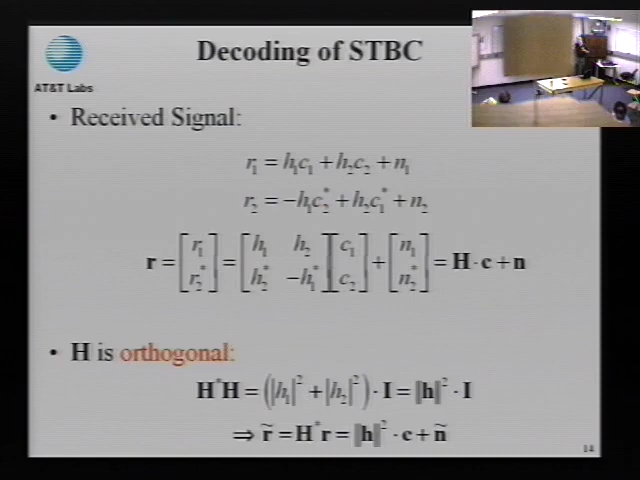 Decoding of STBC
AT&T Labs
• Received Signal:
r₁ = h₁c₁ + h₂c₂ + n₁
r₂ = −h₁c₂* + h₂c₁* + n₂
r = [r₁; r₂*] = [h₁ h₂; h₂* −h₁*][c₁; c₂] + [n₁; n₂*] = H · c + n
• H is orthogonal:
H*H = (|h₁|² + |h₂|²) · I = ‖h‖² · I
⇒ r̃ = H*r = ‖h‖² · c + ñ
14